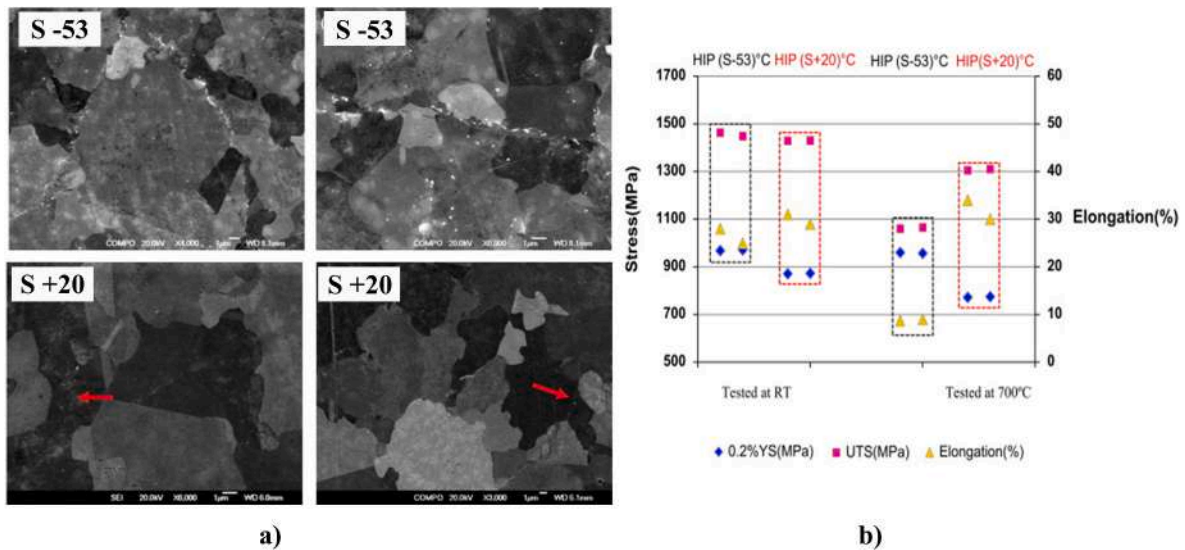 S -53
S -53
COMPO 20.0kV X4,000 1μm WD 6.1mm
COMPO 20.0kV 1μm WD 6.1mm
S +20
S +20
SEI 20.0kV X6,000 1μm WD 6.0mm
COMPO 20.0kV X3,000 1μm WD 6.1mm
a)
HIP (S-53)°C HIP (S+20)°C HIP (S-53)°C HIP(S+20)°C
1700
1500
1300
1100
900
700
500
Stress(MPa)
60
50
40
30
20
10
0
Elongation(%)
Tested at RT
Tested at 700°C
0.2%YS(MPa) UTS(MPa) Elongation(%)
b)